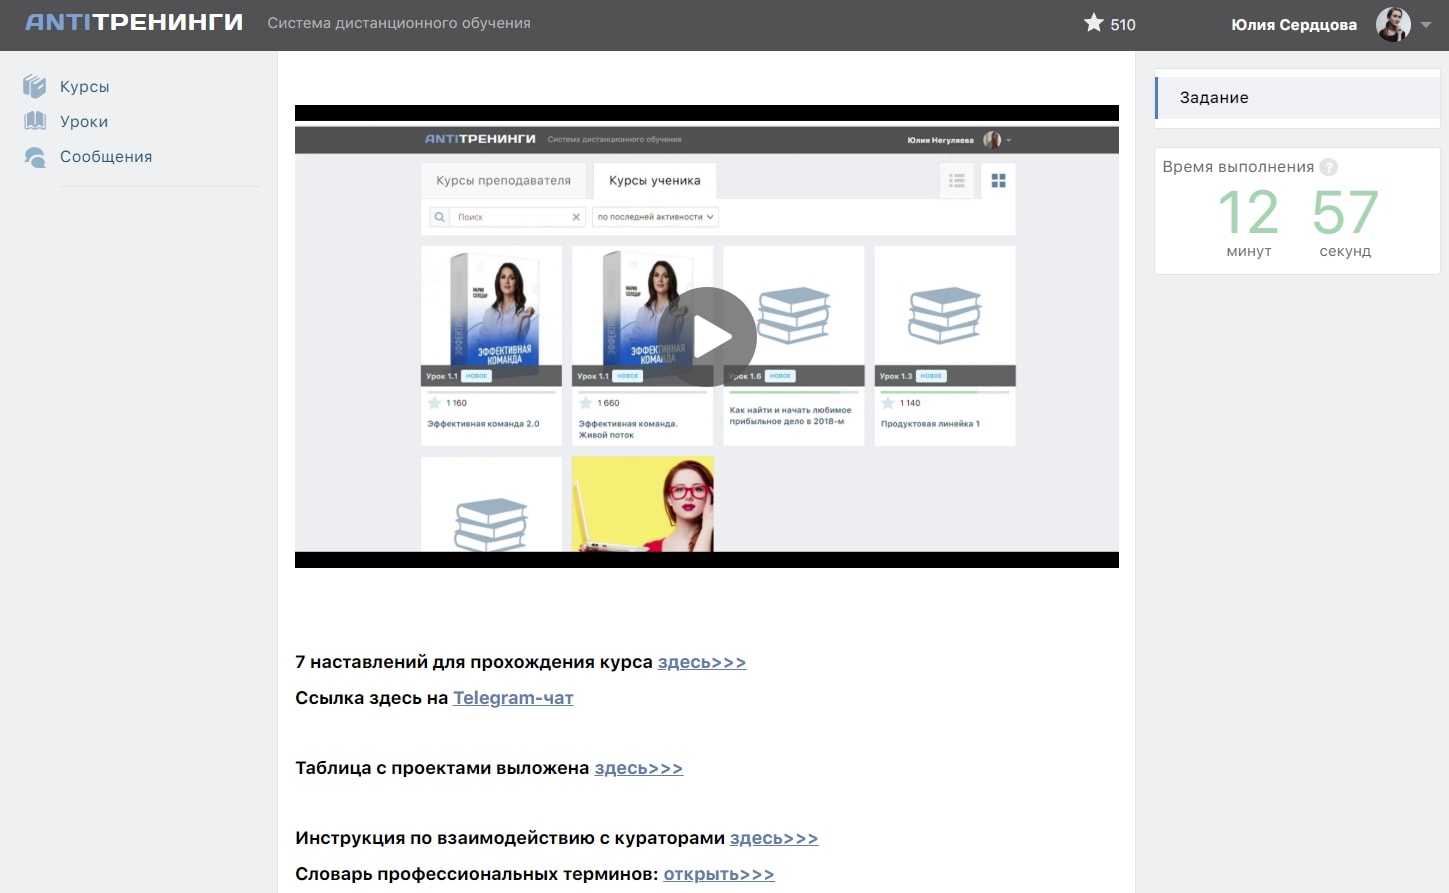 ANTIТРЕНИНГИ Система дистанционного обучения 510 Юлия Сердцова
Курсы
Уроки
Сообщения
ANTIТРЕНИНГИ Система дистанционного обучения Юлия Негуляева
Курсы преподавателя Курсы ученика
Поиск по последней активности
МАРИЯ СОЛОДАР
ЭФФЕКТИВНАЯ КОМАНДА
МАРИЯ СОЛОДАР
ЭФФЕКТИВНАЯ КОМАНДА
Урок 1.1 НОВОЕ Урок 1.1 НОВОЕ Урок 1.6 НОВОЕ Урок 1.3 НОВОЕ
1 160 1 660 1 140
Эффективная команда 2.0
Эффективная команда.
Живой поток
Как найти и начать любимое
прибыльное дело в 2018-м
Продуктовая линейка 1
7 наставлений для прохождения курса здесь>>>
Ссылка здесь на Telegram-чат
Таблица с проектами выложена здесь>>>
Инструкция по взаимодействию с кураторами здесь>>>
Словарь профессиональных терминов: открыть>>>
Задание
Время выполнения ?
12 57
минут секунд